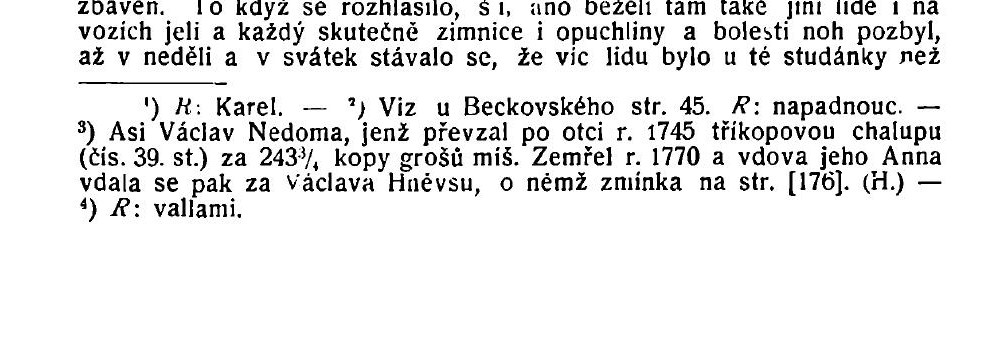 zbaven. To když se rozhlásilo, šli, ano běželi tam také jiní lidé i na
vozích jeli a každý skutečně zimnice i opuchliny a bolesti noh pozbyl,
až v neděli a v svátek stávalo se, že víc lidu bylo u té studánky než
¹) R: Karel. — ²) Viz u Beckovského str. 45. R: napadnouc. —
³) Asi Václav Nedoma, jenž převzal po otci r. 1745 tříkopovou chalupu
(čís. 39. st.) za 243³/₄ kopy grošů míš. Zemřel r. 1770 a vdova jeho Anna
vdala se pak za Václava Hněvsu, o němž zmínka na str. [176]. (H.) —
⁴) R: vallami.